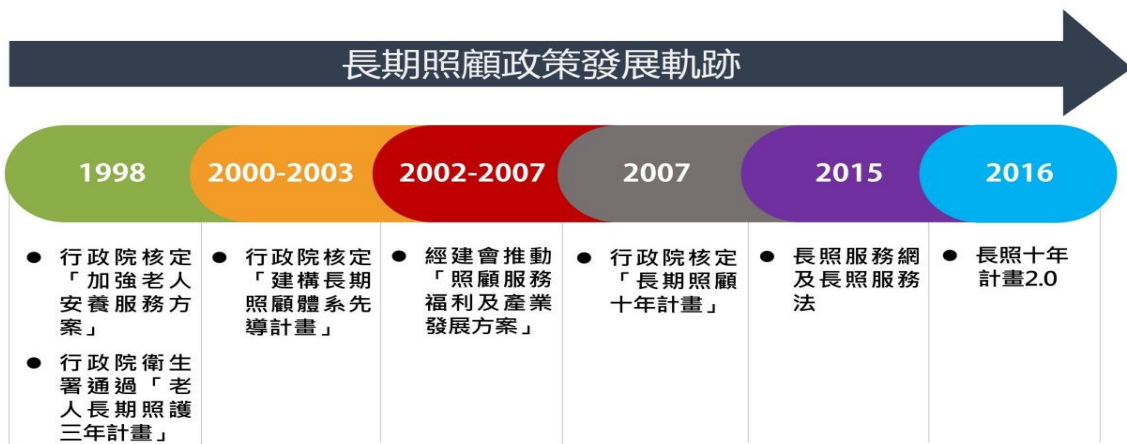 長期照顧政策發展軌跡
1998
2000-2003
2002-2007
2007
2015
2016
● 行政院核定
「加強老人
安養服務方
案」
● 行政院衛生
署通過「老
人長期照護
三年計畫」
● 行政院核定
「建構長期
照顧體系先
導計畫」
● 經建會推動
「照顧服務
福利及產業
發展方案」
● 行政院核定
「長期照顧
十年計畫」
● 長照服務網
及長照服務
法
● 長照十年
計畫2.0